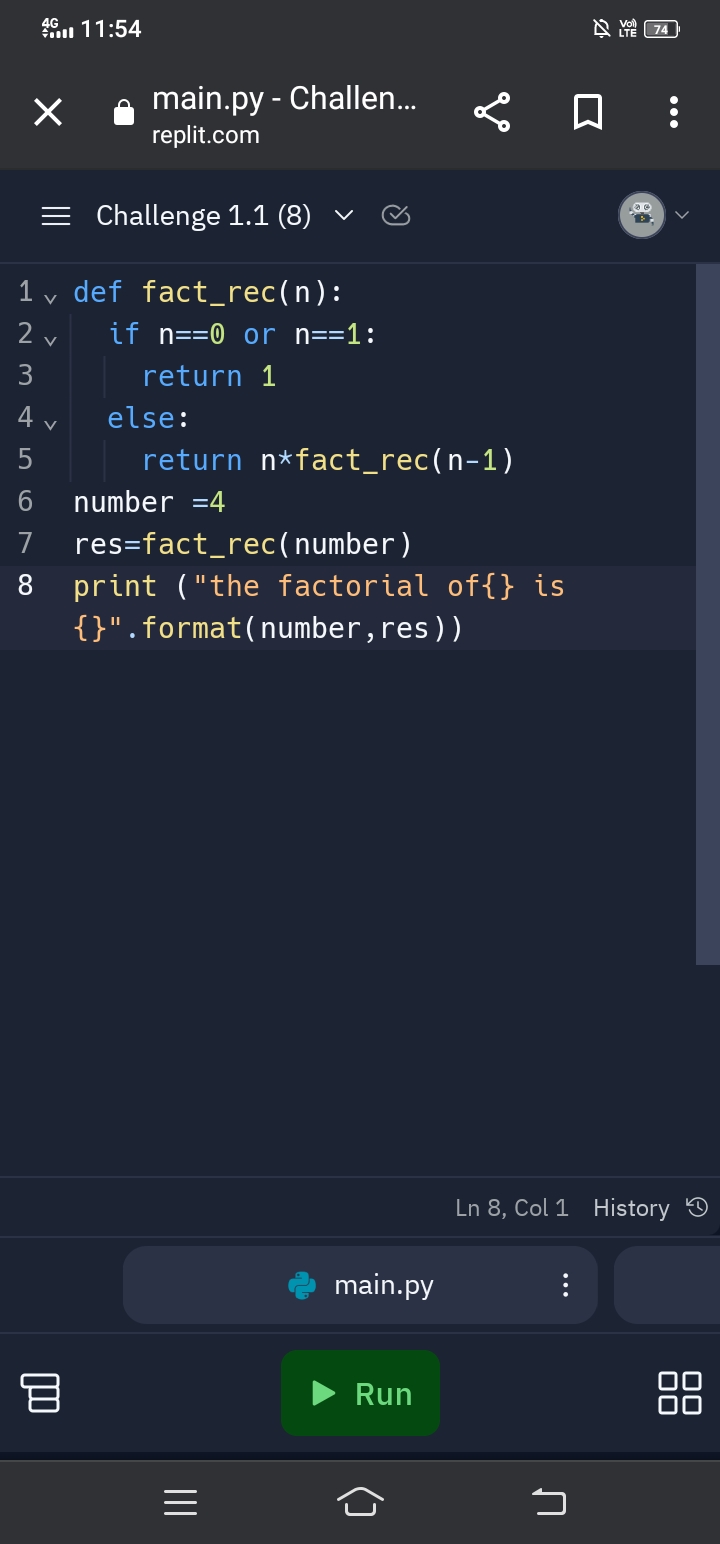 4G 11:54 Vo) LTE 74
main.py - Challen...
replit.com
Challenge 1.1 (8)
1 def fact_rec(n):
2 if n==0 or n==1:
3 return 1
4 else:
5 return n*fact_rec(n-1)
6 number =4
7 res=fact_rec(number)
8 print ("the factorial of{} is
{}".format(number,res))
Ln 8, Col 1 History
main.py
Run